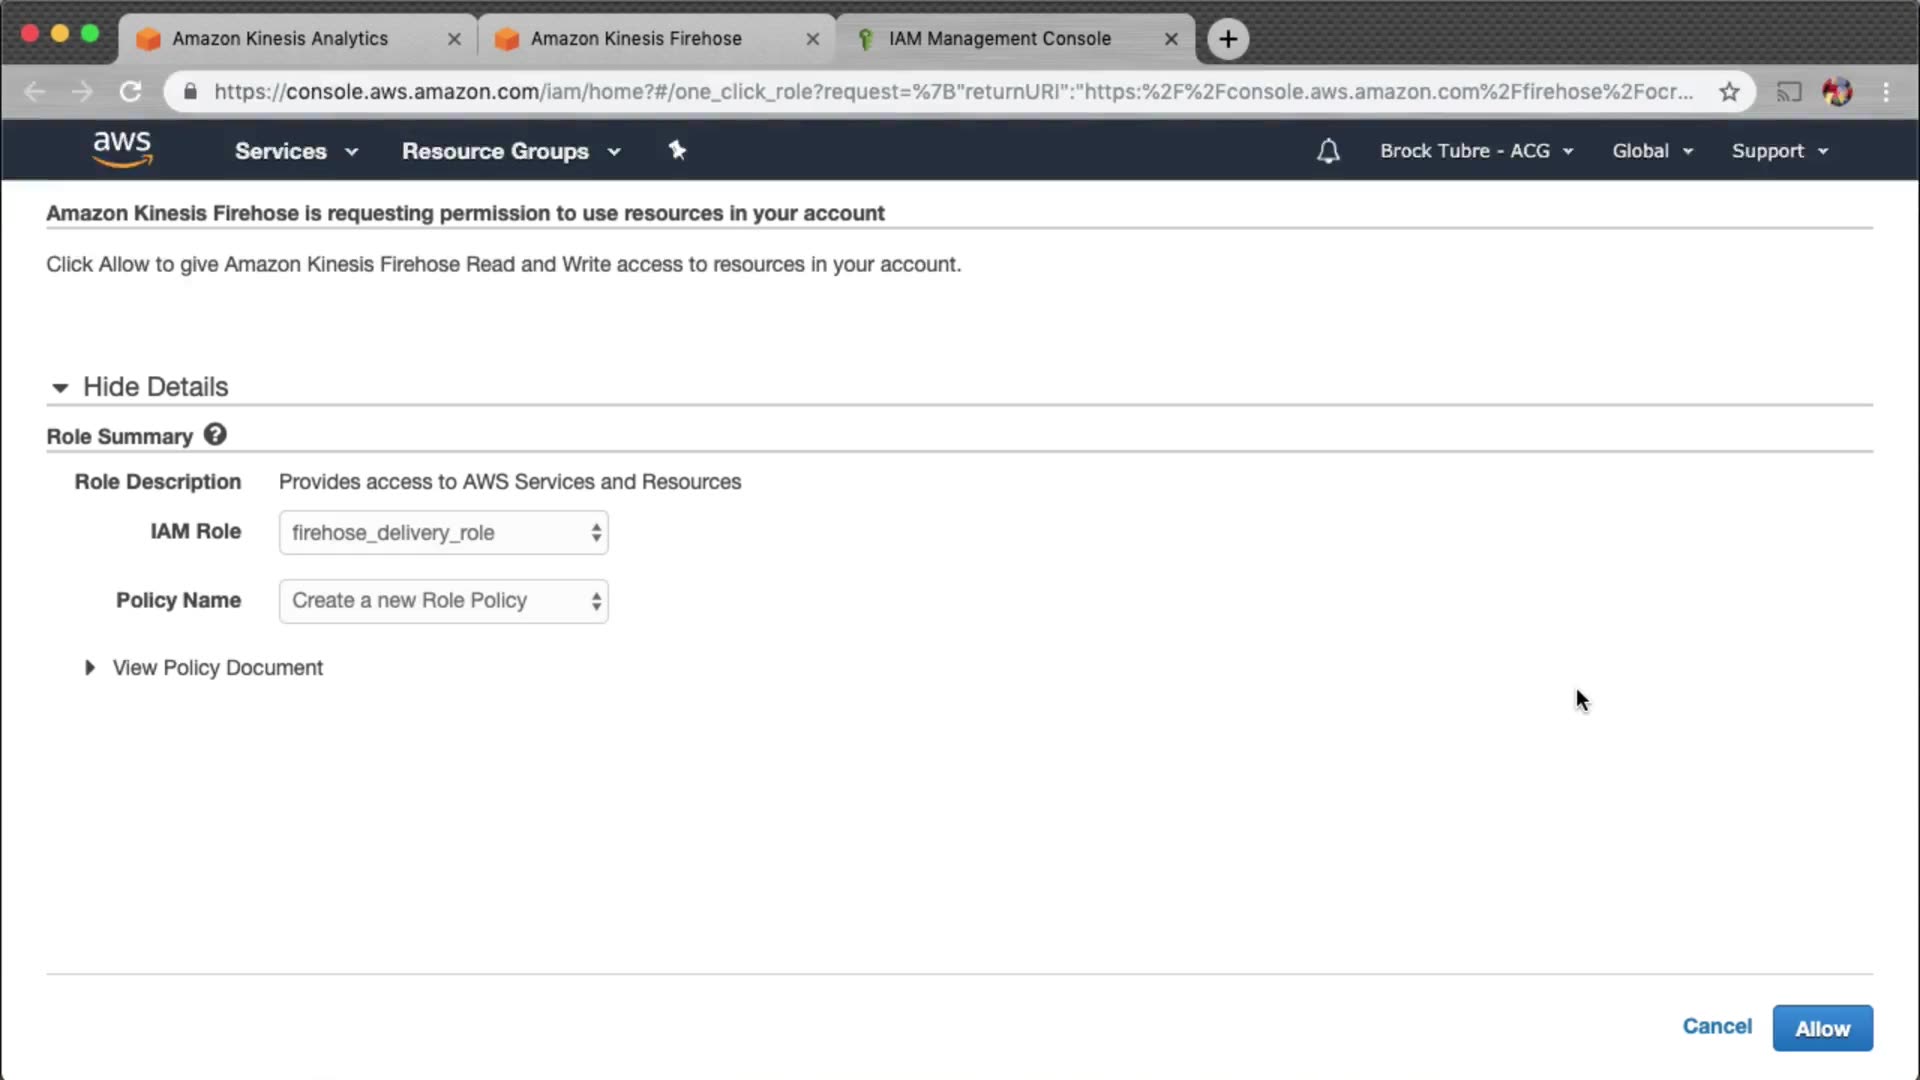 Amazon Kinesis Analytics
Amazon Kinesis Firehose
IAM Management Console
https://console.aws.amazon.com/iam/home?#/one_click_role?request=%7B"returnURI":"https:%2F%2Fconsole.aws.amazon.com%2Ffirehose%2Focr...
aws
Services
Resource Groups
Brock Tubre - ACG
Global
Support
Amazon Kinesis Firehose is requesting permission to use resources in your account
Click Allow to give Amazon Kinesis Firehose Read and Write access to resources in your account.
Hide Details
Role Summary ?
Role Description Provides access to AWS Services and Resources
IAM Role firehose_delivery_role
Policy Name Create a new Role Policy
View Policy Document
Cancel
Allow